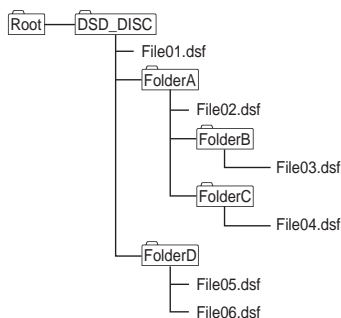 Root DSD_DISC
File01.dsf
FolderA
File02.dsf
FolderB
File03.dsf
FolderC
File04.dsf
FolderD
File05.dsf
File06.dsf